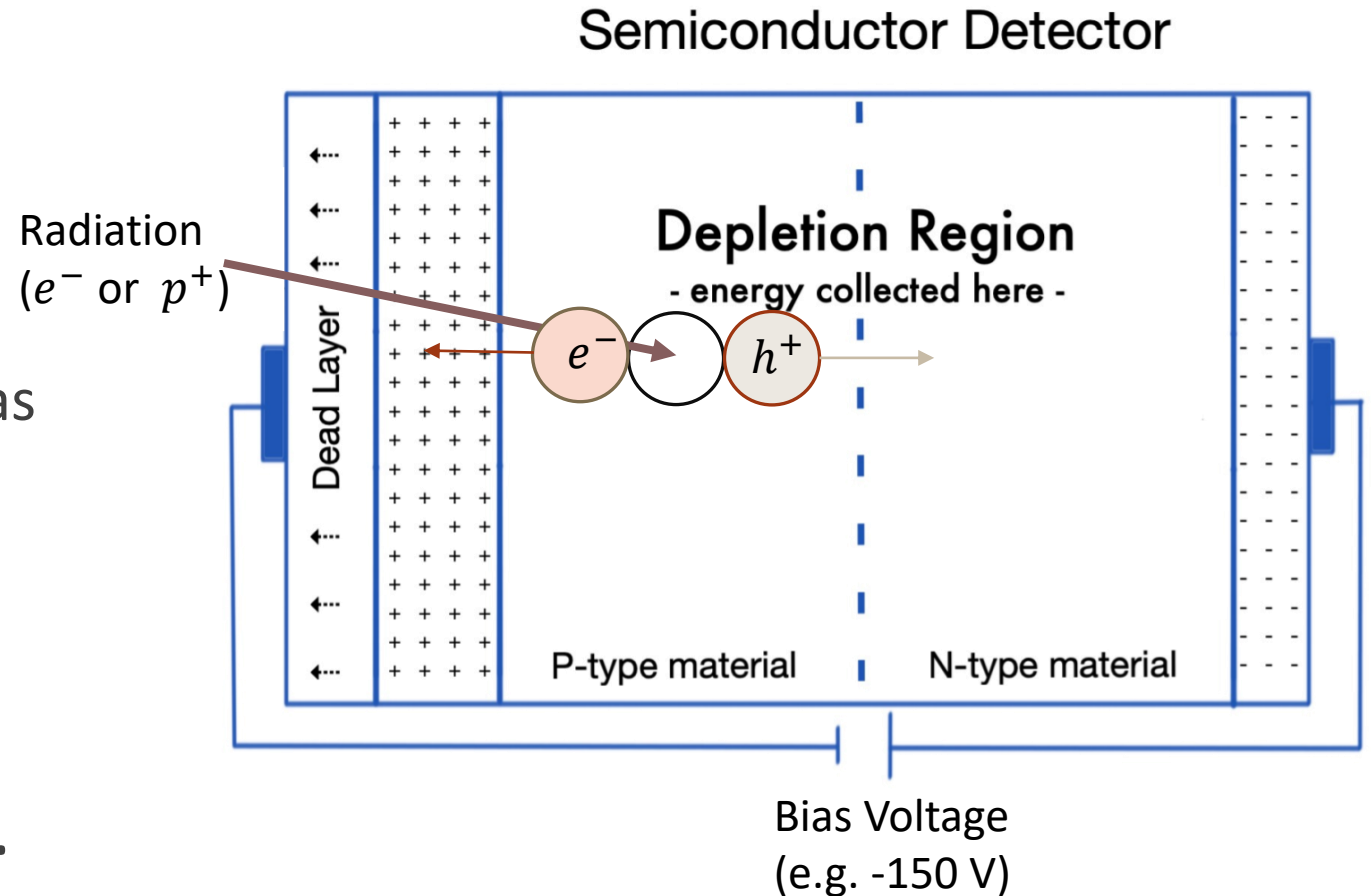 Semiconductor Detector
Radiation
(e⁻ or p⁺)
as
Dead Layer
Depletion Region
- energy collected here -
e⁻
h⁺
P-type material
N-type material
Bias Voltage
(e.g. -150 V)
.